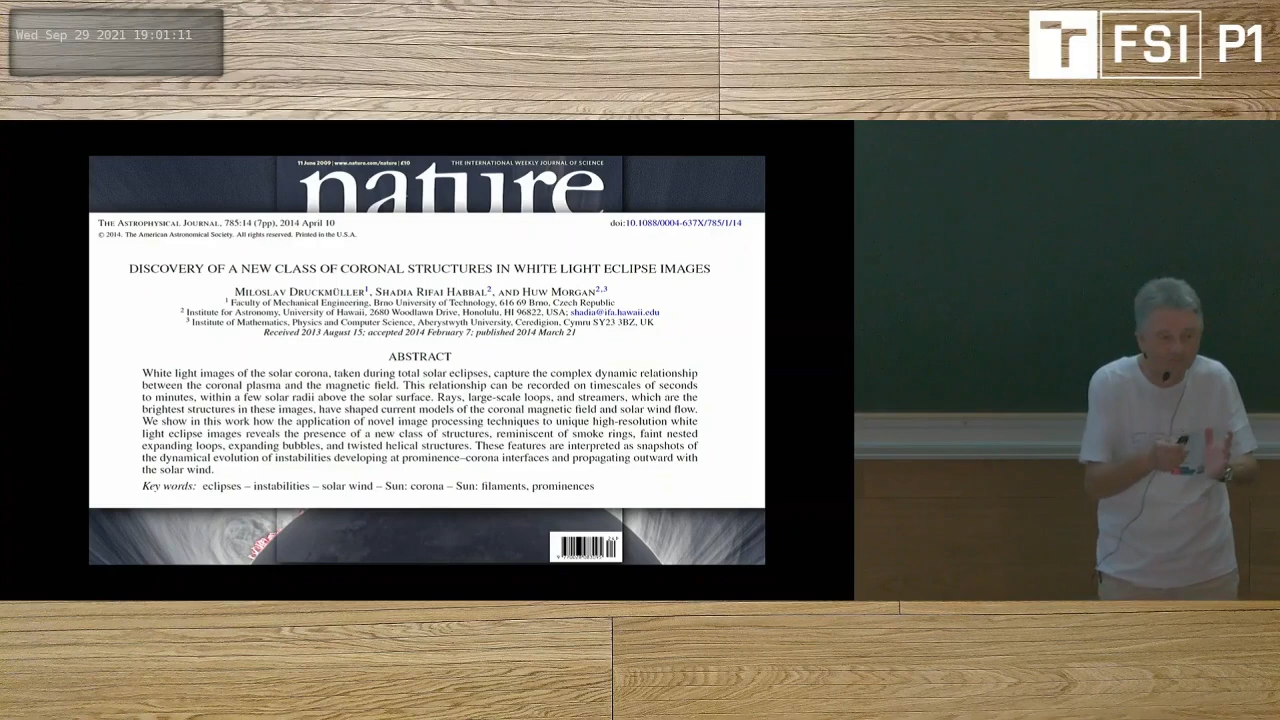 Wed Sep 29 2021 19:01:11
T FSI P1
11 June 2009 | www.nature.com/nature | £10
THE INTERNATIONAL WEEKLY JOURNAL OF SCIENCE
nature
THE ASTROPHYSICAL JOURNAL, 785:14 (7pp), 2014 April 10
doi:10.1088/0004-637X/785/1/14
© 2014. The American Astronomical Society. All rights reserved. Printed in the U.S.A.
DISCOVERY OF A NEW CLASS OF CORONAL STRUCTURES IN WHITE LIGHT ECLIPSE IMAGES
MILOSLAV DRUCKMÜLLER1, SHADIA RIFAI HABBAL2, AND HUW MORGAN2,3
1 Faculty of Mechanical Engineering, Brno University of Technology, 616 69 Brno, Czech Republic
2 Institute for Astronomy, University of Hawaii, 2680 Woodlawn Drive, Honolulu, HI 96822, USA; shadia@ifa.hawaii.edu
3 Institute of Mathematics, Physics and Computer Science, Aberystwyth University, Ceredigion, Cymru SY23 3BZ, UK
Received 2013 August 15; accepted 2014 February 7; published 2014 March 21
ABSTRACT
White light images of the solar corona, taken during total solar eclipses, capture the complex dynamic relationship
between the coronal plasma and the magnetic field. This relationship can be recorded on timescales of seconds
to minutes, within a few solar radii above the solar surface. Rays, large-scale loops, and streamers, which are the
brightest structures in these images, have shaped current models of the coronal magnetic field and solar wind flow.
We show in this work how the application of novel image processing techniques to unique high-resolution white
light eclipse images reveals the presence of a new class of structures, reminiscent of smoke rings, faint nested
expanding loops, expanding bubbles, and twisted helical structures. These features are interpreted as snapshots of
the dynamical evolution of instabilities developing at prominence–corona interfaces and propagating outward with
the solar wind.
Key words: eclipses – instabilities – solar wind – Sun: corona – Sun: filaments, prominences